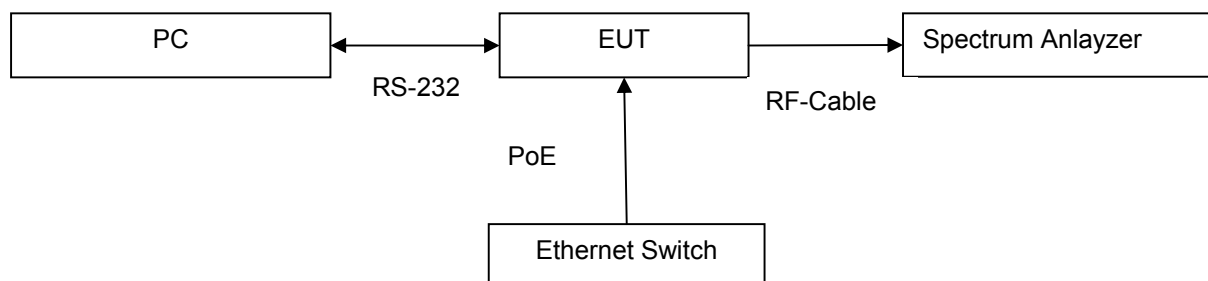 PC
EUT
Spectrum Anlayzer
RS-232
RF-Cable
PoE
Ethernet Switch